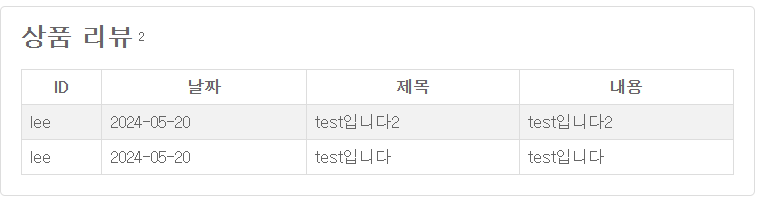 상품 리뷰 2
ID 날짜 제목 내용
lee 2024-05-20 test입니다2 test입니다2
lee 2024-05-20 test입니다 test입니다